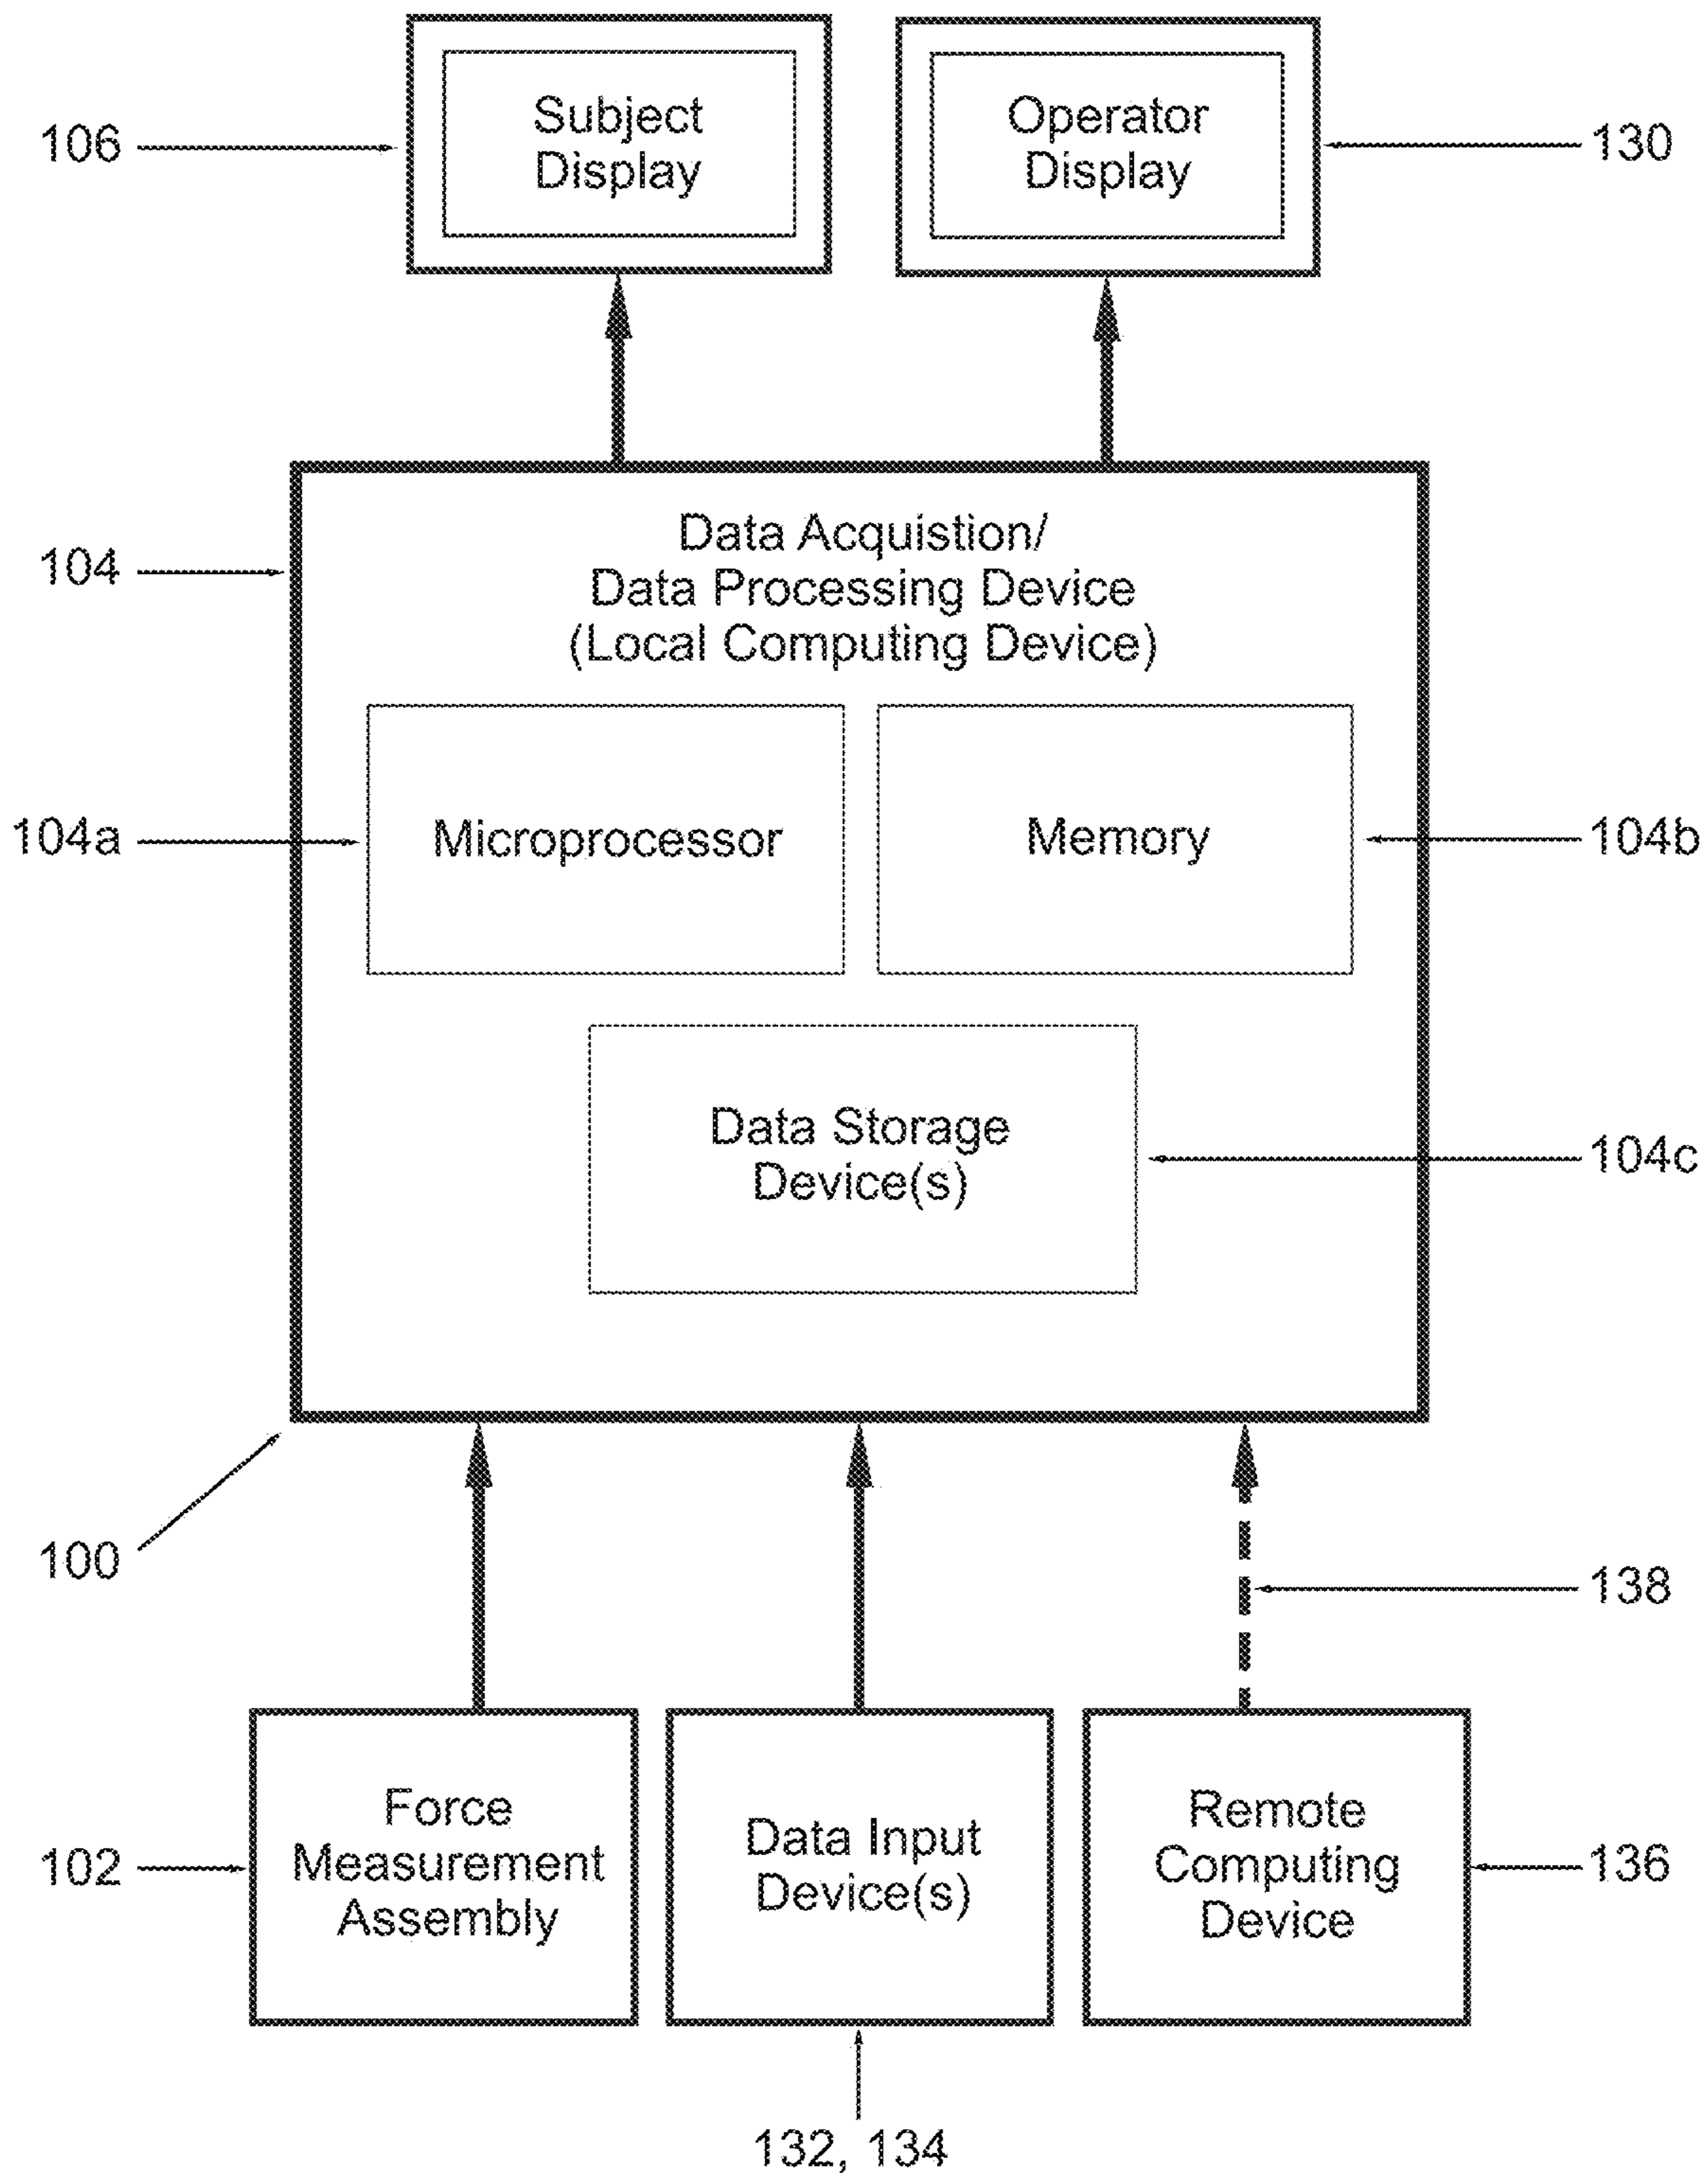 Subject
Display
Operator
Display
106
130
Data Acquistion/
Data Processing Device
(Local Computing Device)
104
Microprocessor
Memory
104a
104b
Data Storage
Device(s)
104c
100
138
Force
Measurement
Assembly
Data Input
Device(s)
Remote
Computing
Device
102
136
132, 134